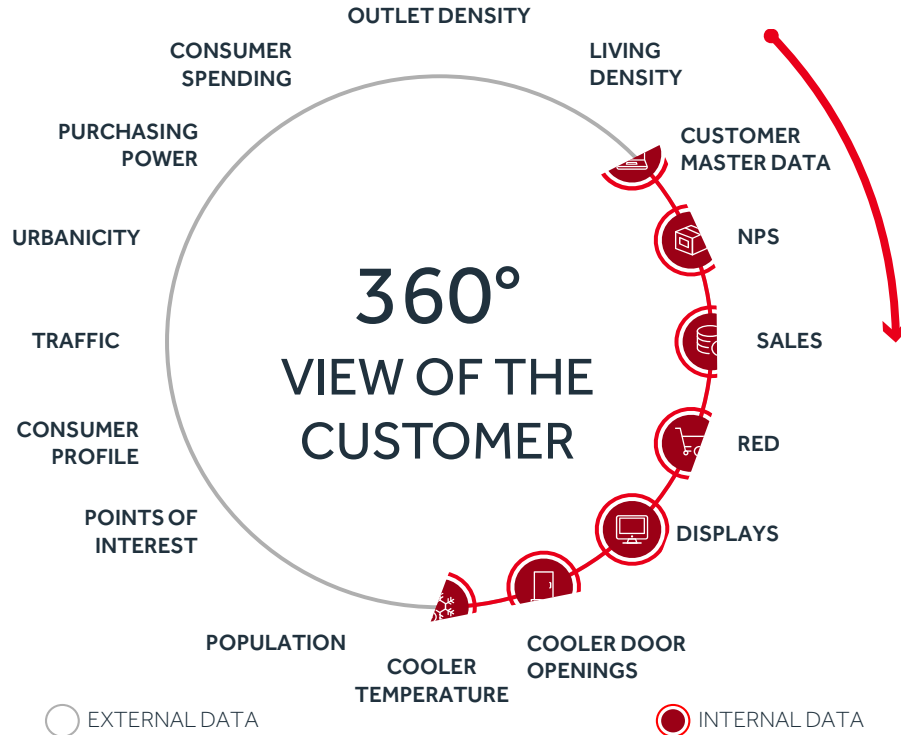 OUTLET DENSITY
CONSUMER
SPENDING
LIVING
DENSITY
PURCHASING
POWER
CUSTOMER
MASTER DATA
URBANICITY
NPS
360°
VIEW OF THE
CUSTOMER
TRAFFIC
SALES
CONSUMER
PROFILE
RED
POINTS OF
INTEREST
DISPLAYS
POPULATION
COOLER
TEMPERATURE
COOLER DOOR
OPENINGS
EXTERNAL DATA
INTERNAL DATA